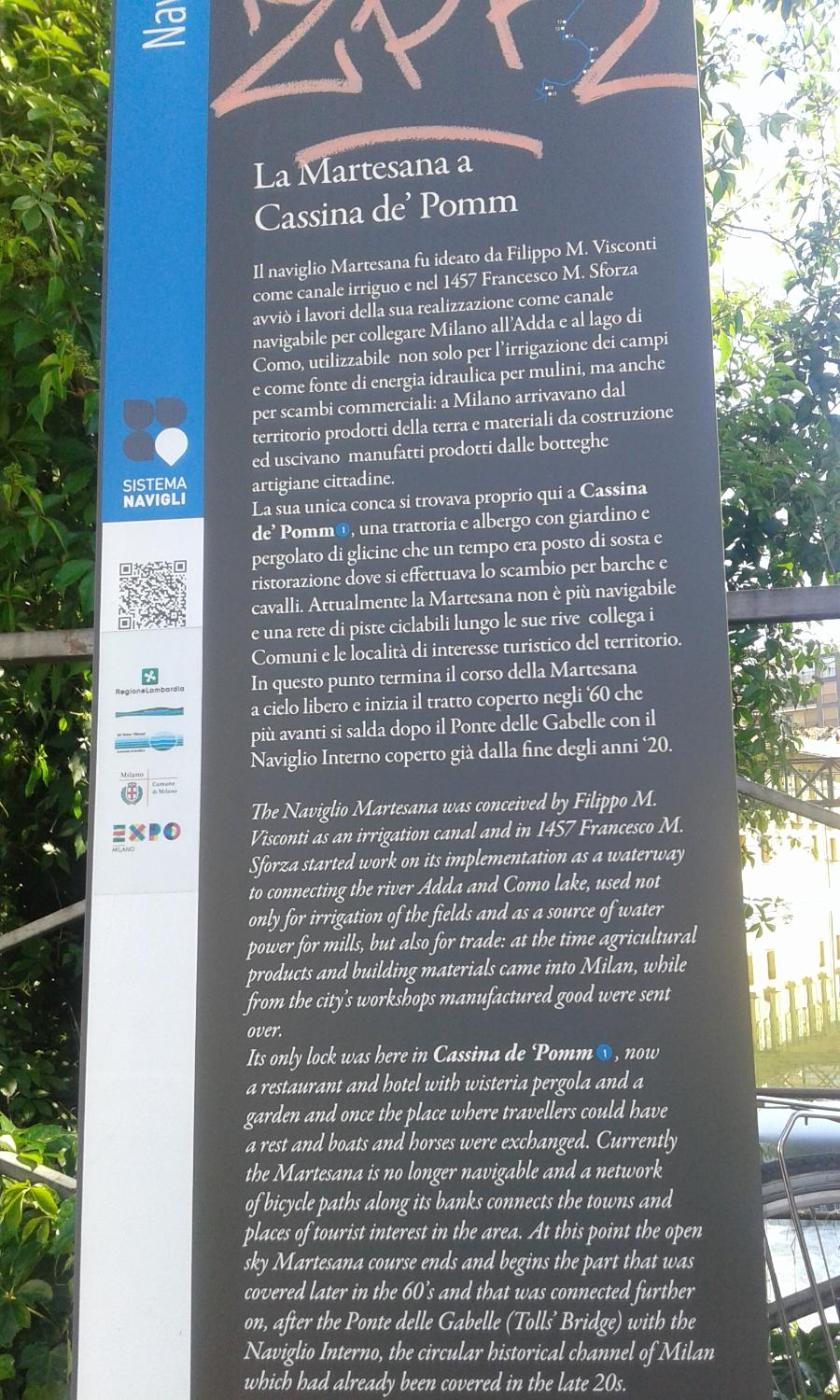 Nav
La Martesana a
Cassina de' Pomm
Il naviglio Martesana fu ideato da Filippo M. Visconti
come canale irriguo e nel 1457 Francesco M. Sforza
avviò i lavori della sua realizzazione come canale
navigabile per collegare Milano all'Adda e al lago di
Como, utilizzabile non solo per l'irrigazione dei campi
e come fonte di energia idraulica per mulini, ma anche
per scambi commerciali: a Milano arrivavano dal
territorio prodotti della terra e materiali da costruzione
ed uscivano manufatti prodotti dalle botteghe
artigiane cittadine.
La sua unica conca si trovava proprio qui a Cassina
de' Pomm 1, una trattoria e albergo con giardino e
pergolato di glicine che un tempo era posto di sosta e
ristorazione dove si effettuava lo scambio per barche e
cavalli. Attualmente la Martesana non è più navigabile
e una rete di piste ciclabili lungo le sue rive collega i
Comuni e le località di interesse turistico del territorio.
In questo punto termina il corso della Martesana
a cielo libero e inizia il tratto coperto negli '60 che
più avanti si salda dopo il Ponte delle Gabelle con il
Naviglio Interno coperto già dalla fine degli anni '20.
The Naviglio Martesana was conceived by Filippo M.
Visconti as an irrigation canal and in 1457 Francesco M.
Sforza started work on its implementation as a waterway
to connecting the river Adda and Como lake, used not
only for irrigation of the fields and as a source of water
power for mills, but also for trade: at the time agricultural
products and building materials came into Milan, while
from the city's workshops manufactured good were sent
over.
Its only lock was here in Cassina de 'Pomm 1, now
a restaurant and hotel with wisteria pergola and a
garden and once the place where travellers could have
a rest and boats and horses were exchanged. Currently
the Martesana is no longer navigable and a network
of bicycle paths along its banks connects the towns and
places of tourist interest in the area. At this point the open
sky Martesana course ends and begins the part that was
covered later in the 60's and that was connected further
on, after the Ponte delle Gabelle (Tolls' Bridge) with the
Naviglio Interno, the circular historical channel of Milan
which had already been covered in the late 20s.
SISTEMA
NAVIGLI
RegioneLombardia
Milano
Comune
di Milano
EXPO
MILANO